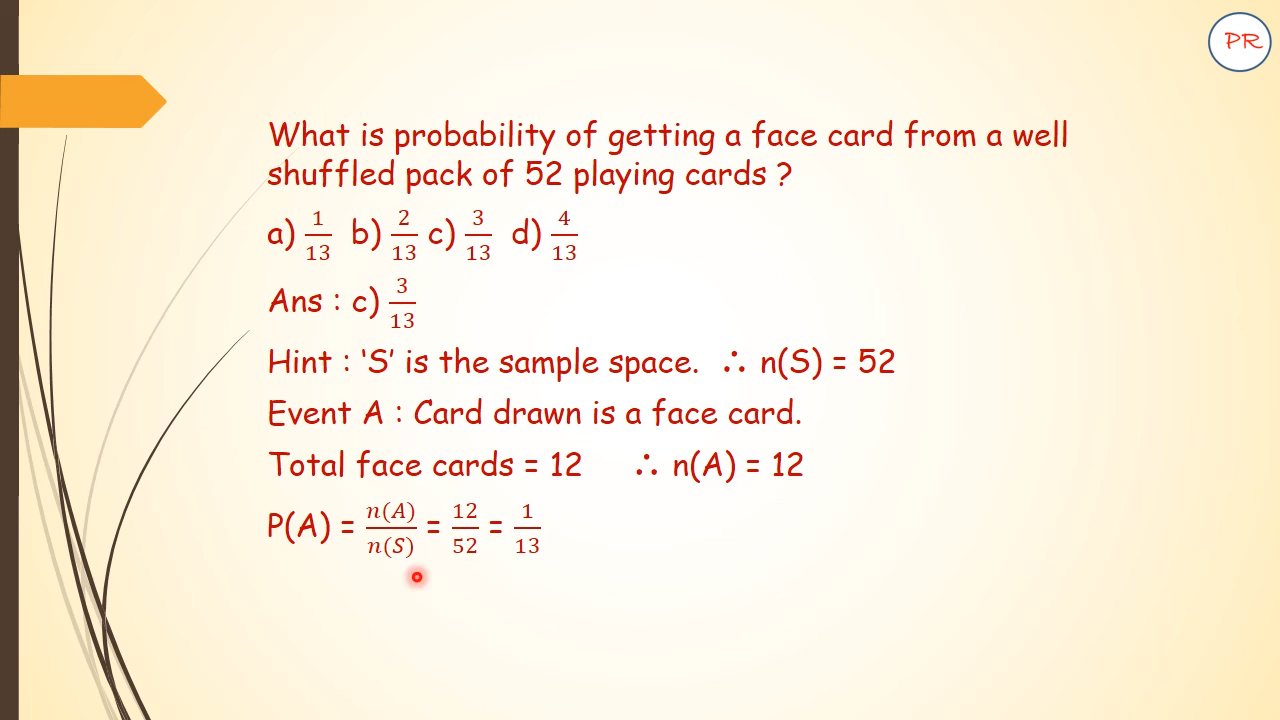 PR
What is probability of getting a face card from a well
shuffled pack of 52 playing cards ?
a) 1/13 b) 2/13 c) 3/13 d) 4/13
Ans : c) 3/13
Hint : ‘S’ is the sample space. ∴ n(S) = 52
Event A : Card drawn is a face card.
Total face cards = 12 ∴ n(A) = 12
P(A) = n(A)/n(S) = 12/52 = 1/13